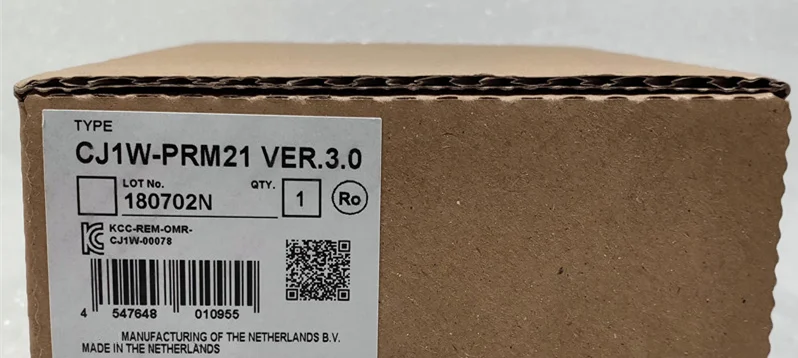 TYPE
CJ1W-PRM21 VER.3.0
LOT No. QTY.
180702N 1 Ro
KC KCC-REM-OMR-
CJ1W-00078
4 547648 010955
MANUFACTURING OF THE NETHERLANDS B.V.
MADE IN THE NETHERLANDS